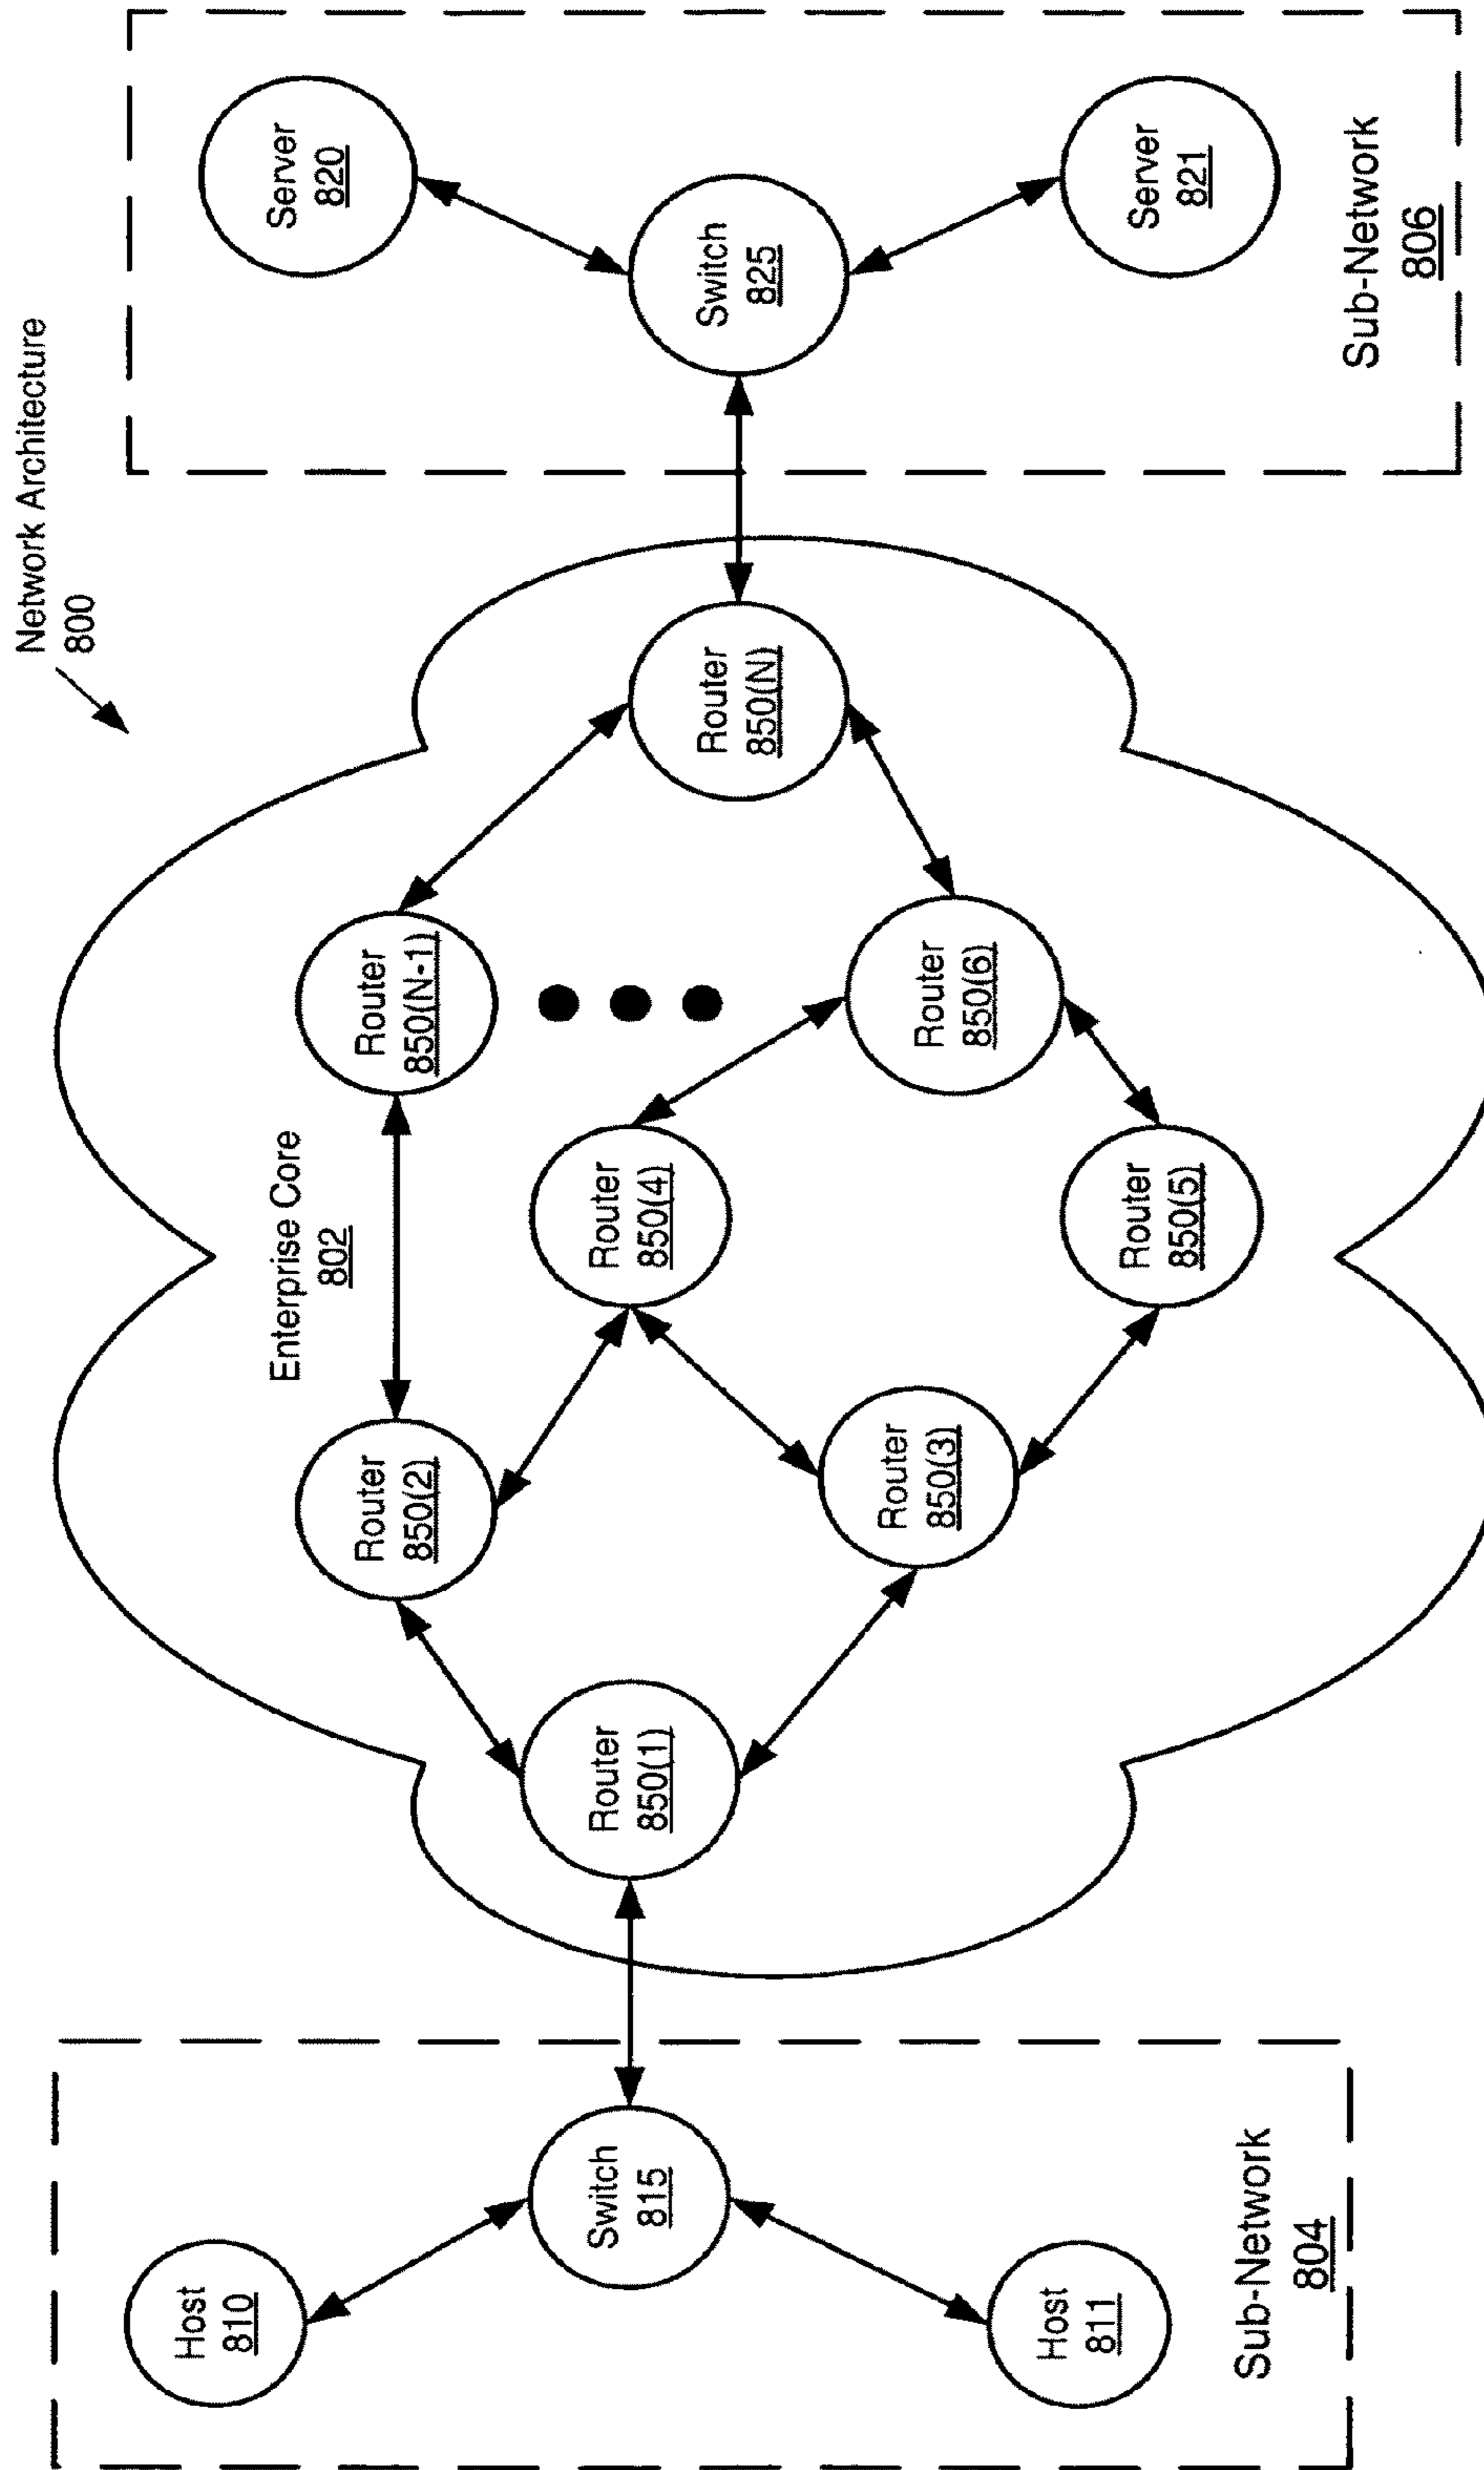 Network Architecture
800
Host
810
Host
811
Switch
815
Sub-Network
804
Enterprise Core
802
Router
850(1)
Router
850(2)
Router
850(3)
Router
850(4)
Router
850(5)
Router
850(6)
Router
850(N-1)
Router
850(N)
Switch
825
Server
820
Server
821
Sub-Network
806